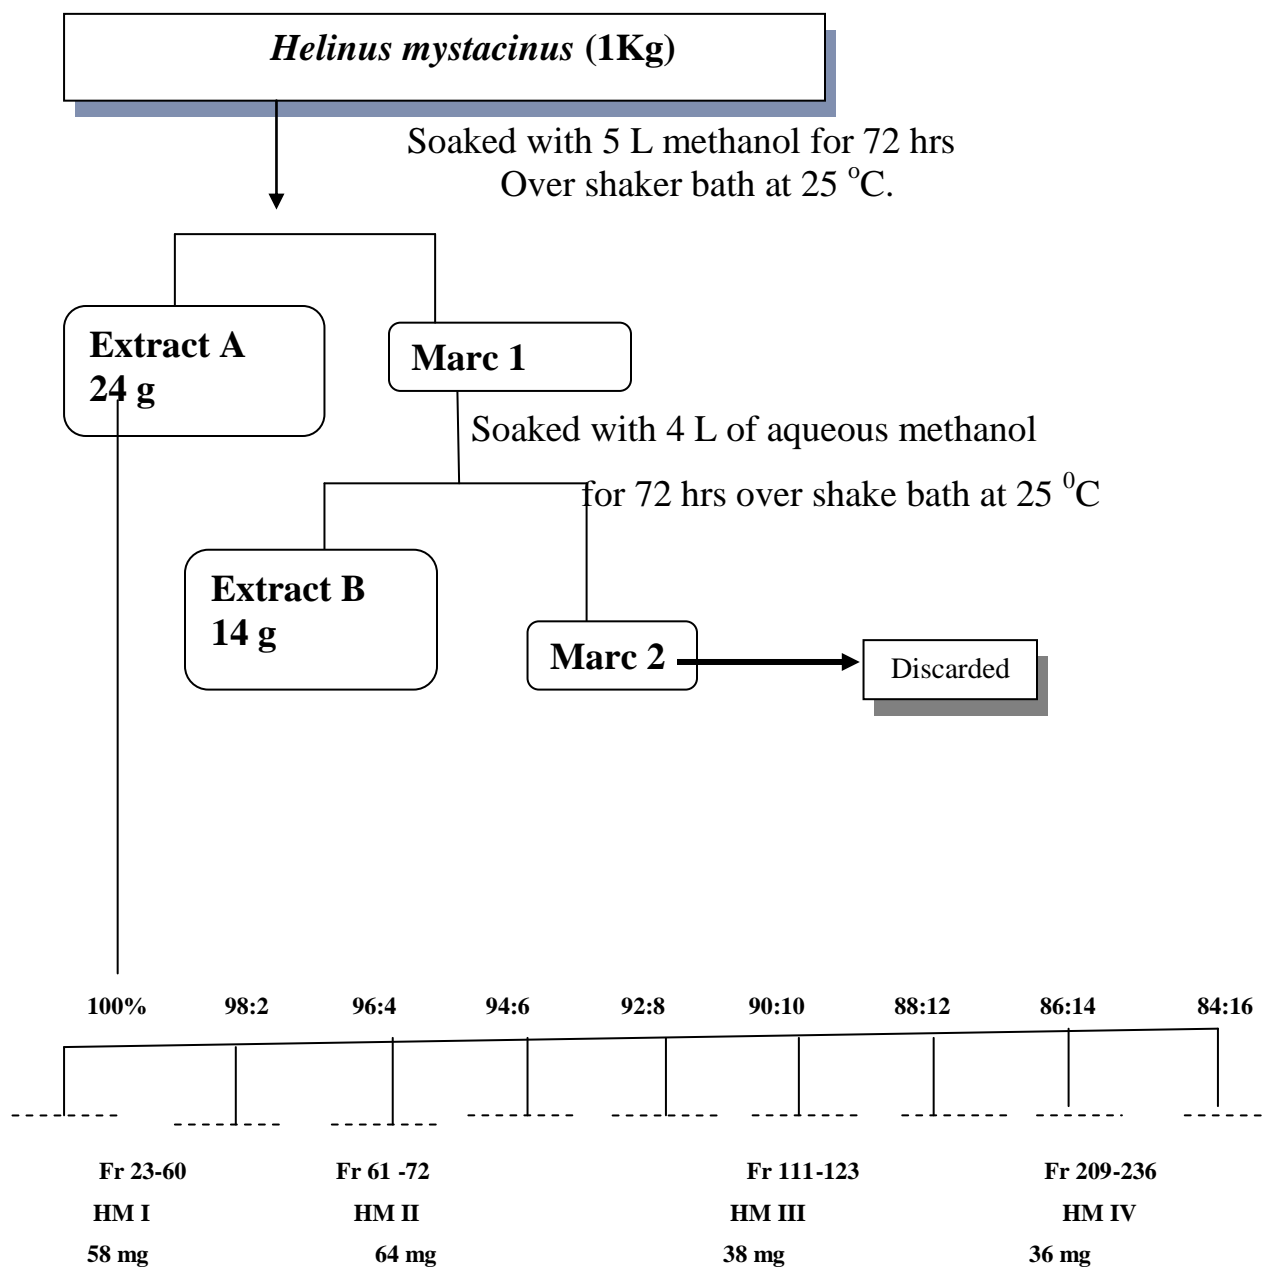 Helinus mystacinus (1Kg)
Soaked with 5 L methanol for 72 hrs
Over shaker bath at 25 °C.
Extract A
24 g
Marc 1
Soaked with 4 L of aqueous methanol
for 72 hrs over shake bath at 25 ⁰C
Extract B
14 g
Marc 2
Discarded
100% 98:2 96:4 94:6 92:8 90:10 88:12 86:14 84:16
Fr 23-60 Fr 61 -72 Fr 111-123 Fr 209-236
HM I HM II HM III HM IV
58 mg 64 mg 38 mg 36 mg